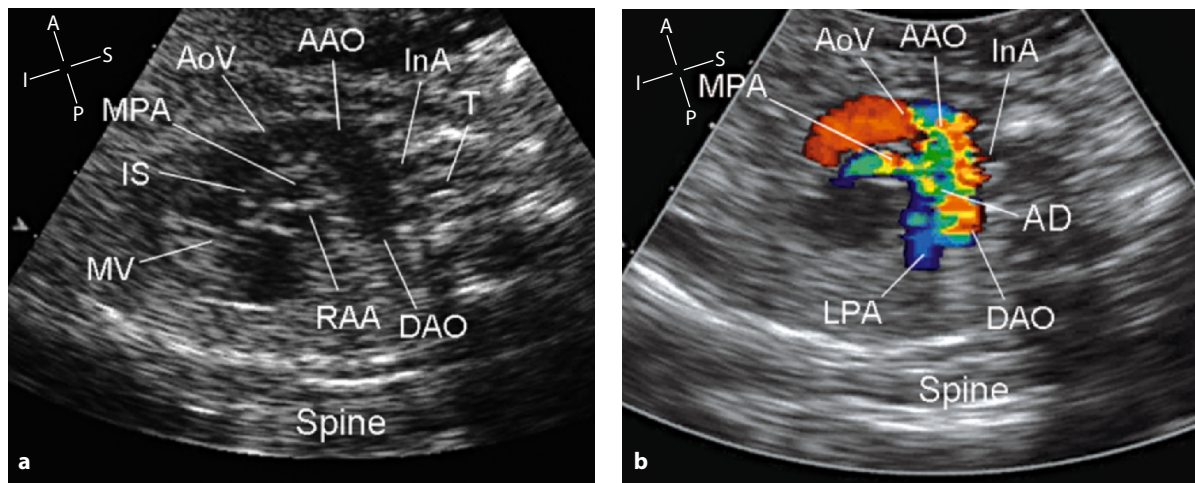 A
S
I
P
AoV
AAO
InA
MPA
T
IS
MV
RAA
DAO
Spine
a
A
S
I
P
AoV
AAO
InA
MPA
AD
LPA
DAO
Spine
b